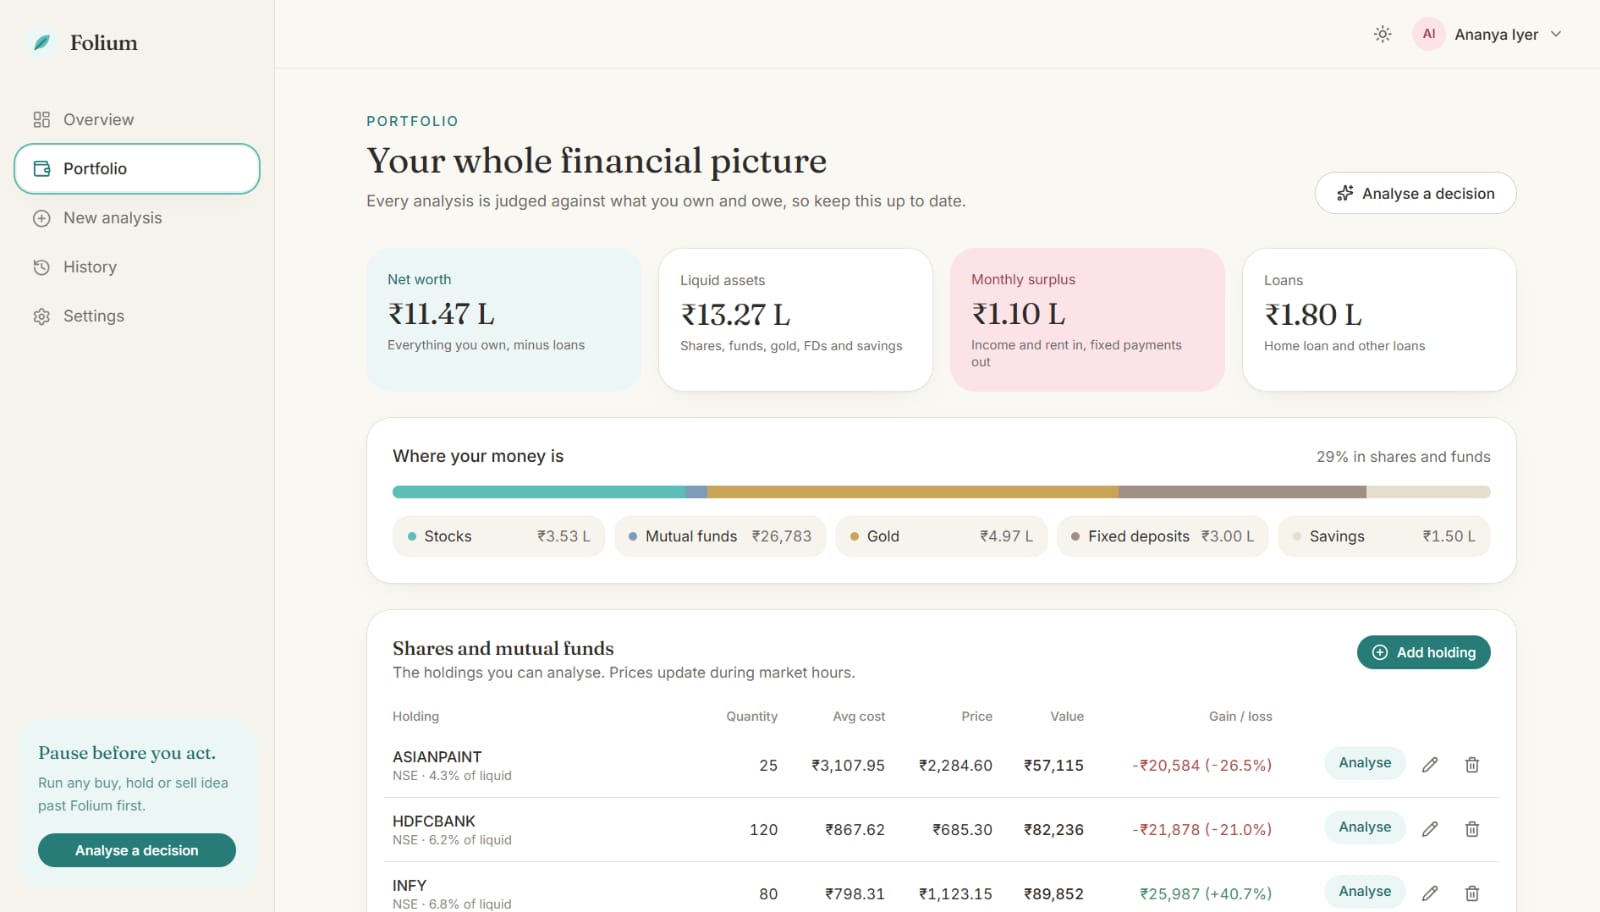 Folium
Overview
Portfolio
New analysis
History
Settings
Pause before you act.
Run any buy, hold or sell idea
past Folium first.
Analyse a decision
AI
Ananya Iyer
PORTFOLIO
Your whole financial picture
Every analysis is judged against what you own and owe, so keep this up to date.
Analyse a decision
Net worth
₹11.47 L
Everything you own, minus loans
Liquid assets
₹13.27 L
Shares, funds, gold, FDs and savings
Monthly surplus
₹1.10 L
Income and rent in, fixed payments
out
Loans
₹1.80 L
Home loan and other loans
Where your money is
29% in shares and funds
Stocks ₹3.53 L
Mutual funds ₹26,783
Gold ₹4.97 L
Fixed deposits ₹3.00 L
Savings ₹1.50 L
Shares and mutual funds
The holdings you can analyse. Prices update during market hours.
Add holding
Holding Quantity Avg cost Price Value Gain / loss
ASIANPAINT
NSE · 4.3% of liquid
25 ₹3,107.95 ₹2,284.60 ₹57,115 -₹20,584 (-26.5%) Analyse
HDFCBANK
NSE · 6.2% of liquid
120 ₹867.62 ₹685.30 ₹82,236 -₹21,878 (-21.0%) Analyse
INFY
NSE · 6.8% of liquid
80 ₹798.31 ₹1,123.15 ₹89,852 ₹25,987 (+40.7%) Analyse